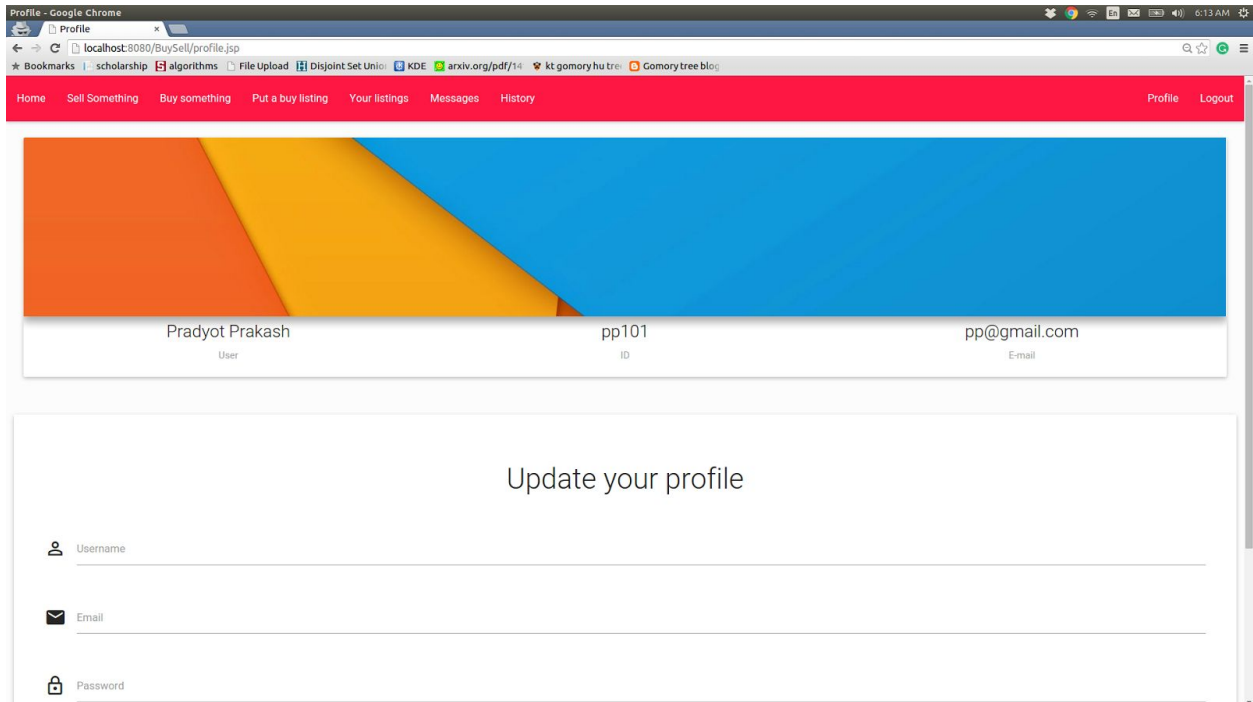 Profile - Google Chrome
En 6:13 AM
Profile ×
localhost:8080/BuySell/profile.jsp
Bookmarks scholarship S algorithms File Upload Disjoint Set Unio KDE arxiv.org/pdf/14 kt gomory hu tre Gomory tree blog
Home Sell Something Buy something Put a buy listing Your listings Messages History Profile Logout
Pradyot Prakash pp101 pp@gmail.com
User ID E-mail
Update your profile
Username
Email
Password